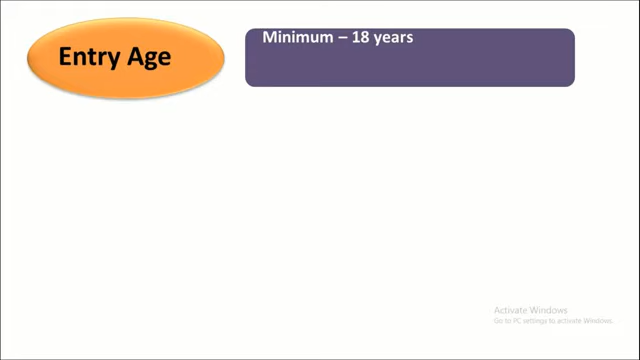 Entry Age
Minimum – 18 years
Activate Windows
Go to PC settings to activate Windows.